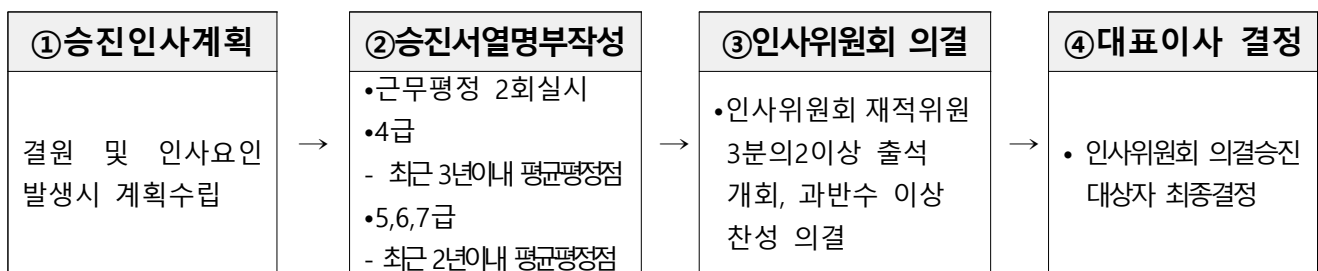 ①승진인사계획
결원 및 인사요인
발생시 계획수립
→
②승진서열명부작성
•근무평정 2회실시
•4급
- 최근 3년이내 평균평정점
•5,6,7급
- 최근 2년이내 평균평정점
→
③인사위원회 의결
•인사위원회 재적위원
3분의2이상 출석
개회, 과반수 이상
찬성 의결
→
④대표이사 결정
• 인사위원회 의결승진
대상자 최종결정